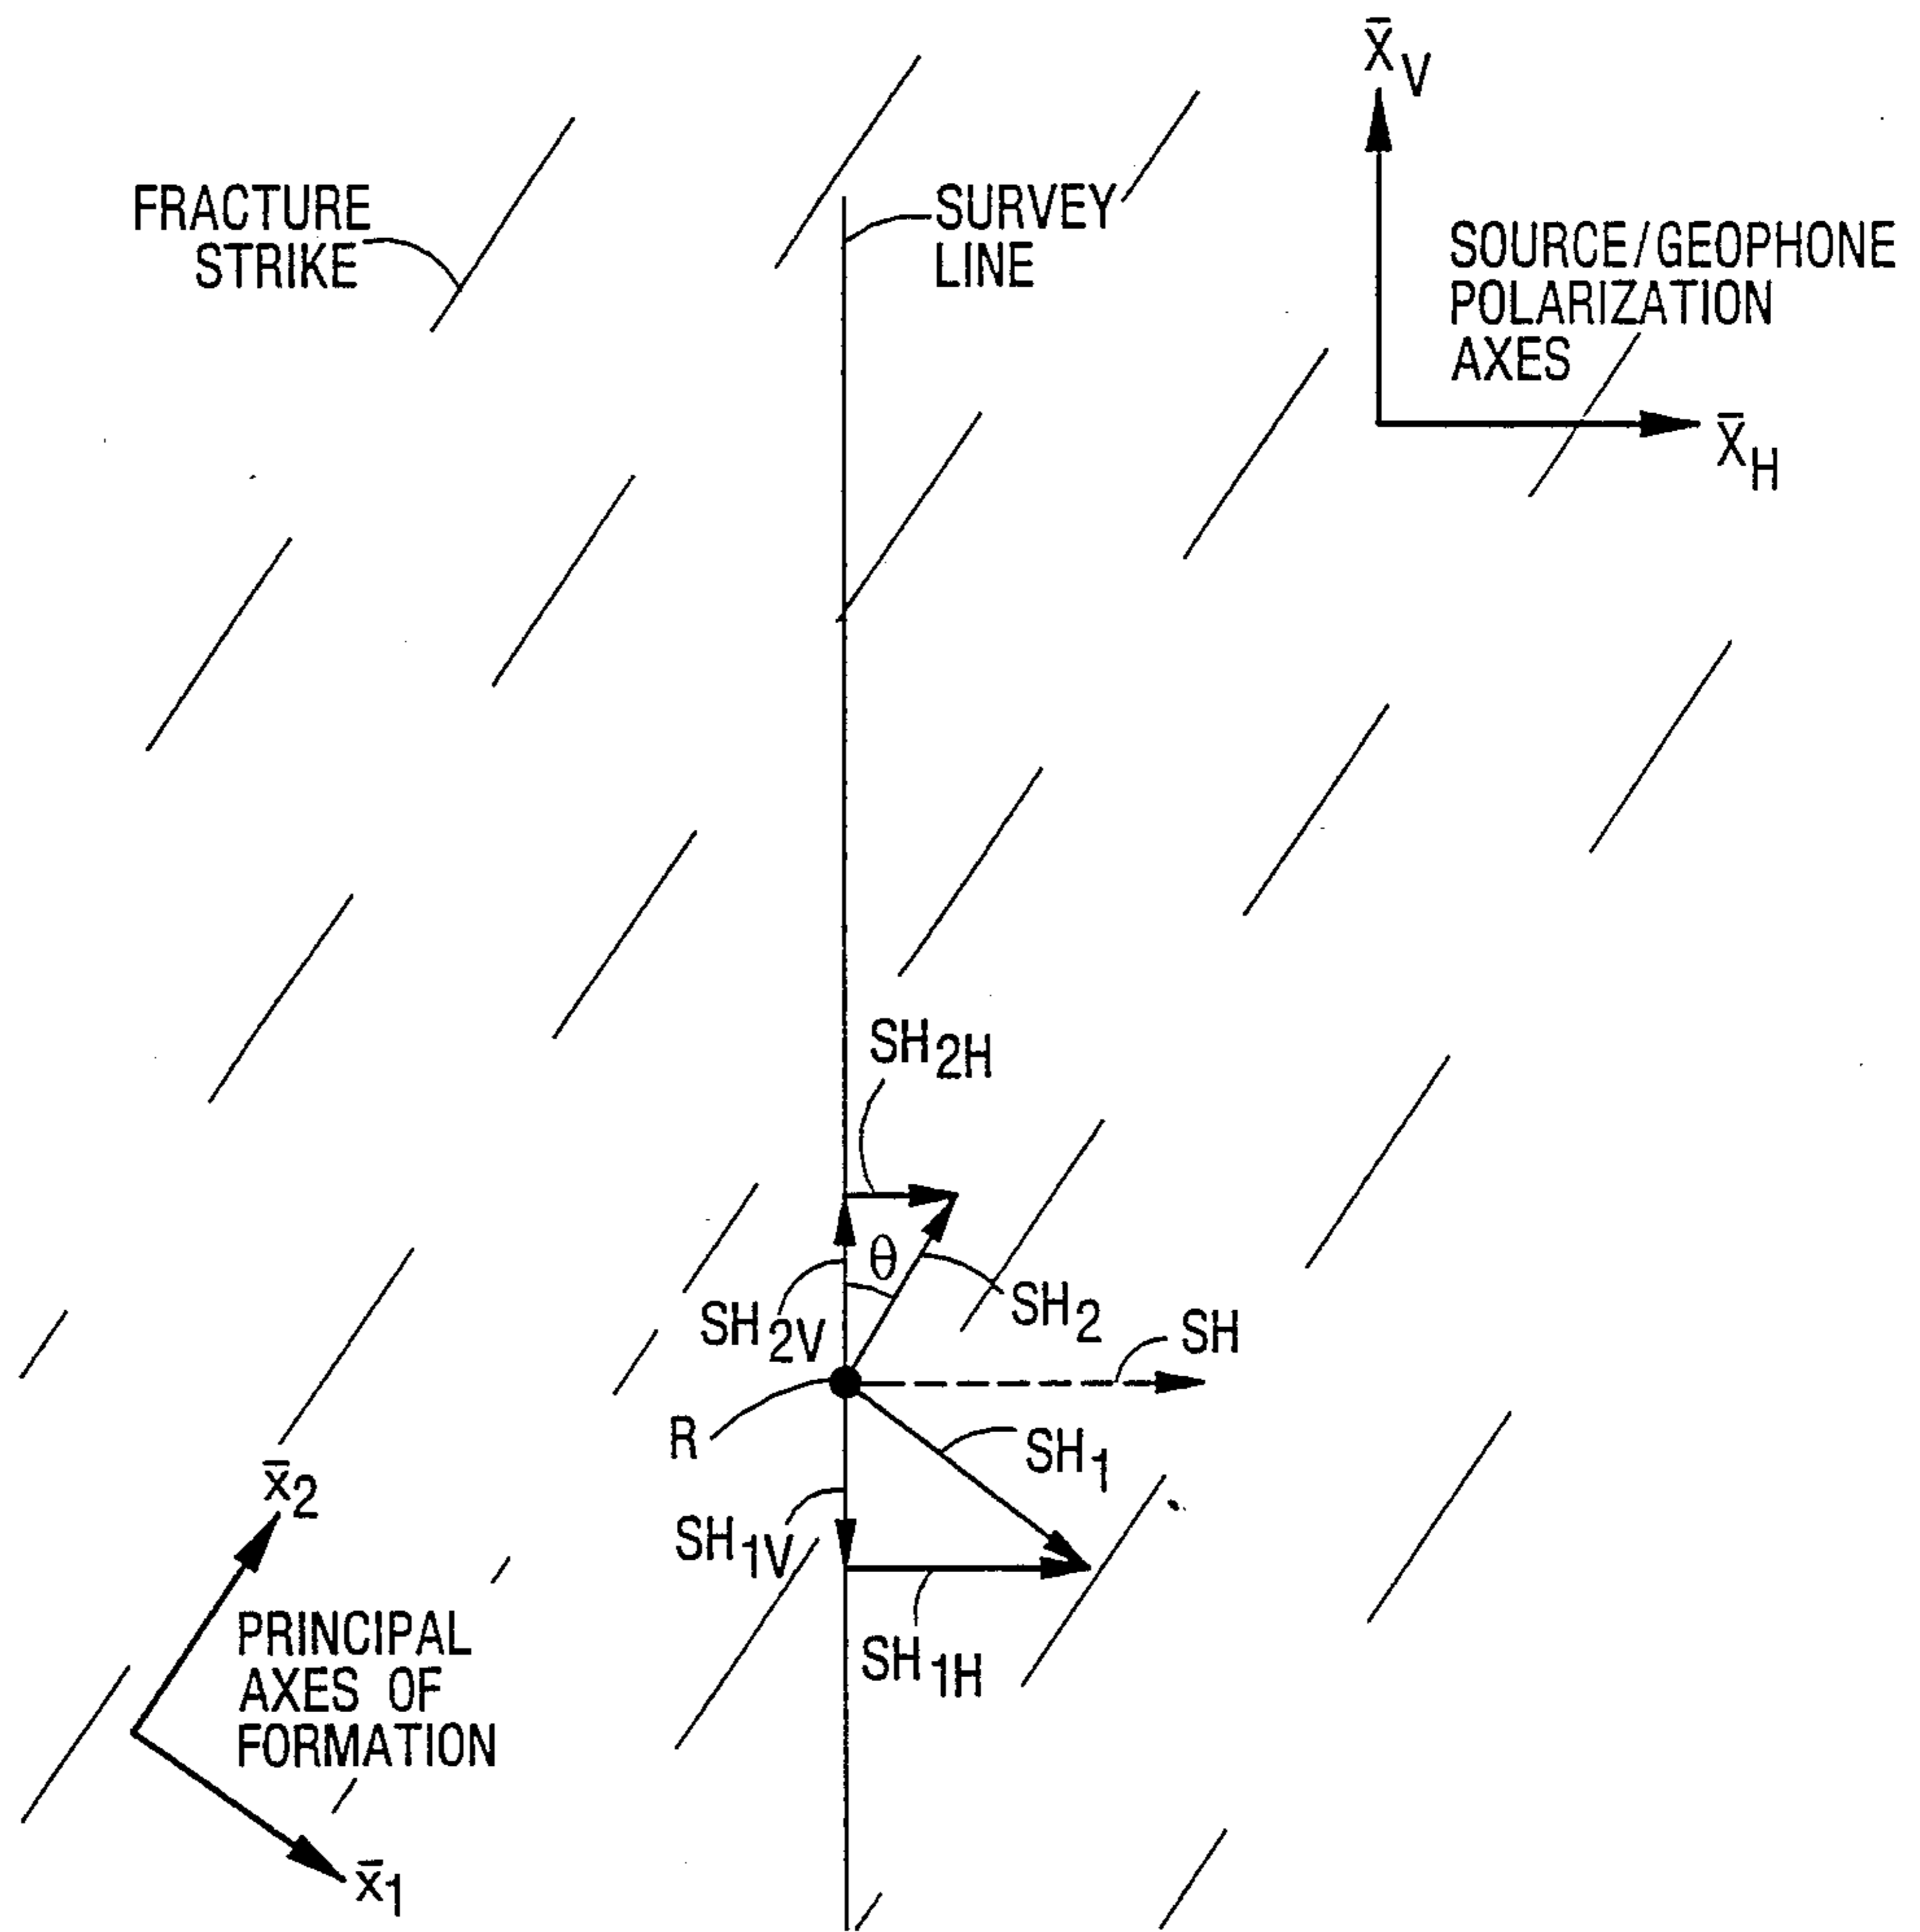 X̄V
FRACTURE
STRIKE
SURVEY
LINE
SOURCE/GEOPHONE
POLARIZATION
AXES
X̄H
SH2H
θ
SH2V
SH2
SH
R
SH1
x̄2
SH1V
SH1H
PRINCIPAL
AXES OF
FORMATION
x̄1